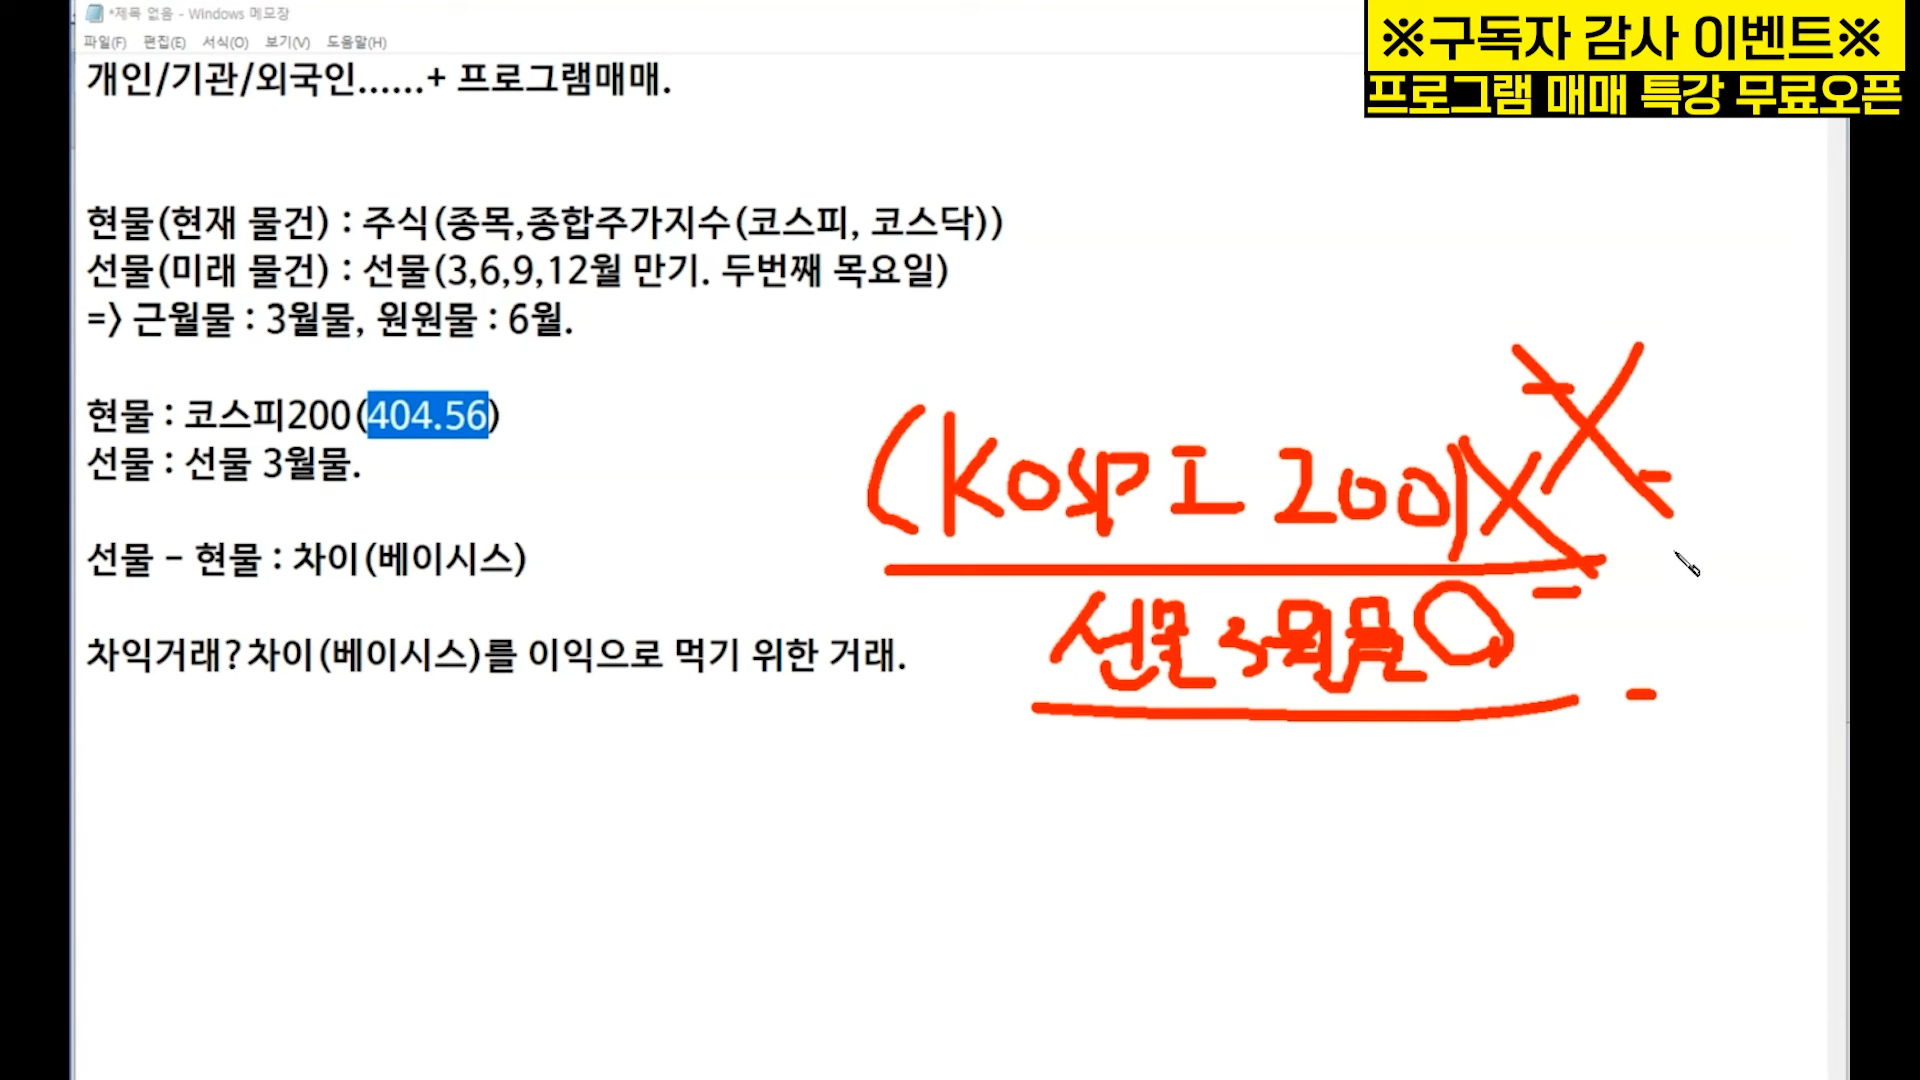 *제목 없음 - Windows 메모장
파일(F) 편집(E) 서식(O) 보기(V) 도움말(H)
※구독자 감사 이벤트※
프로그램 매매 특강 무료오픈
개인/기관/외국인......+ 프로그램매매.
현물(현재 물건) : 주식(종목,종합주가지수(코스피, 코스닥))
선물(미래 물건) : 선물(3,6,9,12월 만기. 두번째 목요일)
=> 근월물 : 3월물, 원원물 : 6월.
현물 : 코스피200(404.56)
선물 : 선물 3월물.
선물 - 현물 : 차이(베이시스)
차익거래?차이(베이시스)를 이익으로 먹기 위한 거래.
(KOSPI 200)X
선물 3월물O